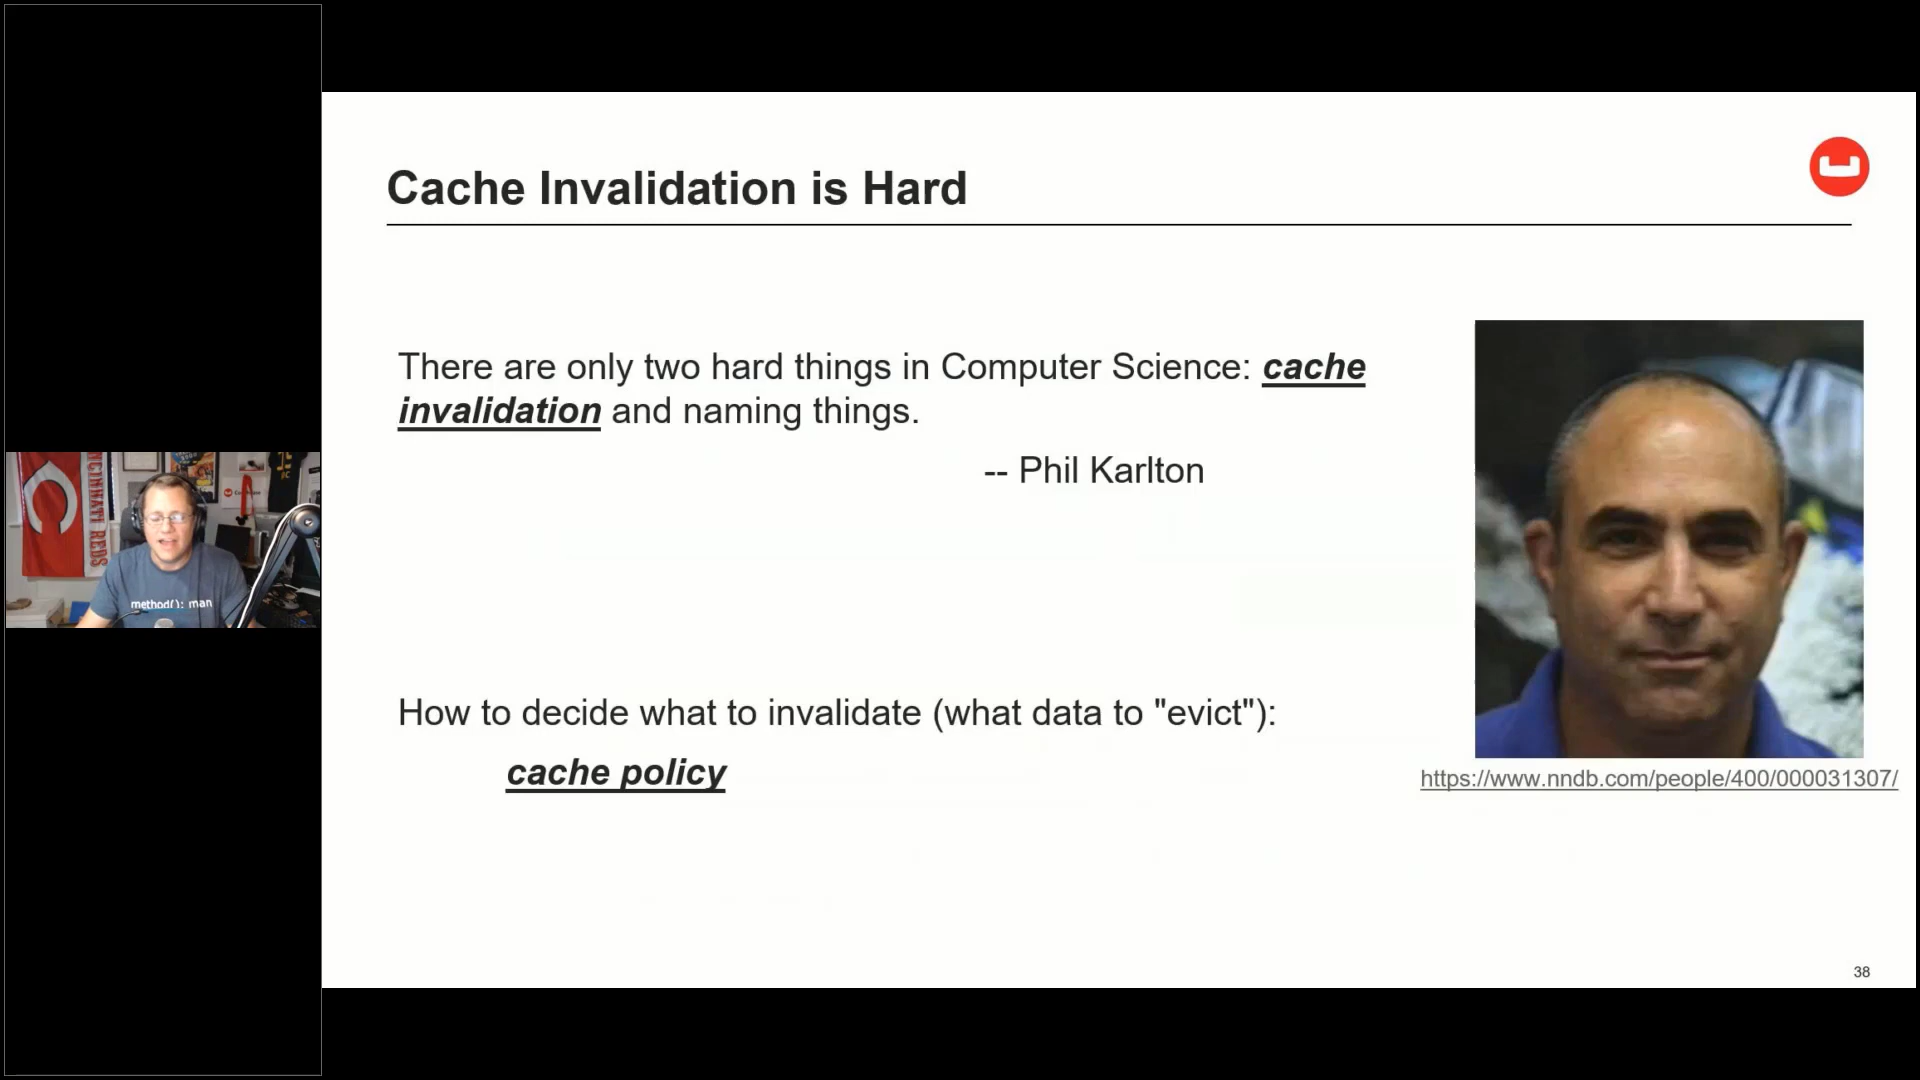 Cache Invalidation is Hard
There are only two hard things in Computer Science: cache
invalidation and naming things.
-- Phil Karlton
How to decide what to invalidate (what data to "evict"):
cache policy
https://www.nndb.com/people/400/000031307/
38
CINCINNATI REDS
method(): man